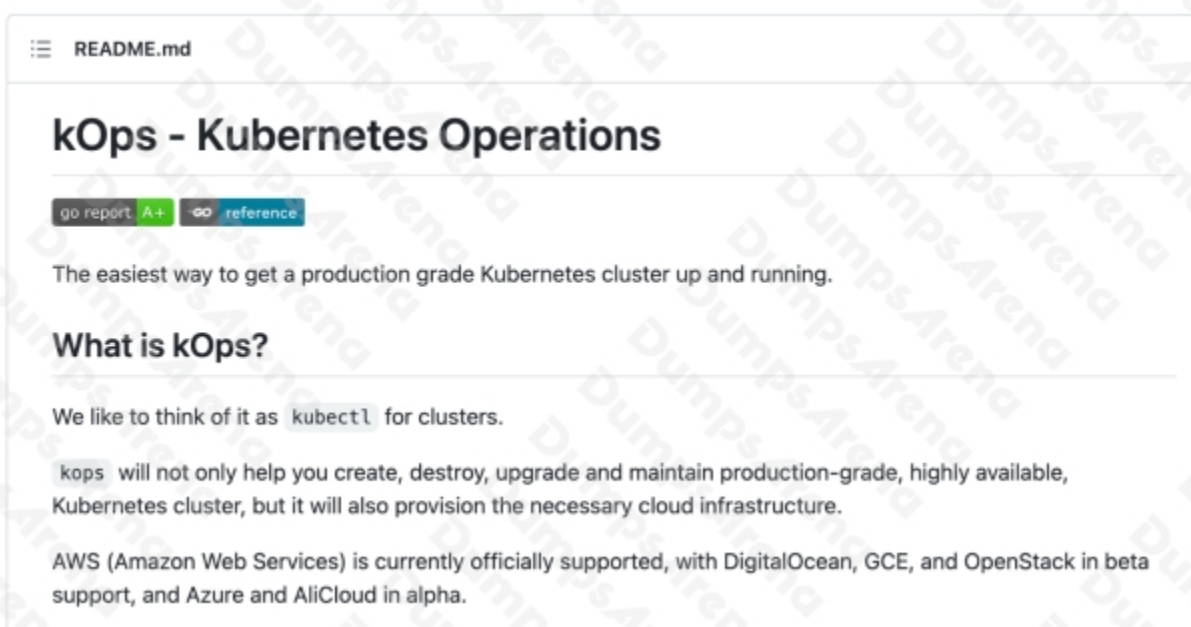 README.md
kOps - Kubernetes Operations
go report A+ GO reference
The easiest way to get a production grade Kubernetes cluster up and running.
What is kOps?
We like to think of it as kubectl for clusters.
kops will not only help you create, destroy, upgrade and maintain production-grade, highly available,
Kubernetes cluster, but it will also provision the necessary cloud infrastructure.
AWS (Amazon Web Services) is currently officially supported, with DigitalOcean, GCE, and OpenStack in beta
support, and Azure and AliCloud in alpha.
DumpsArena